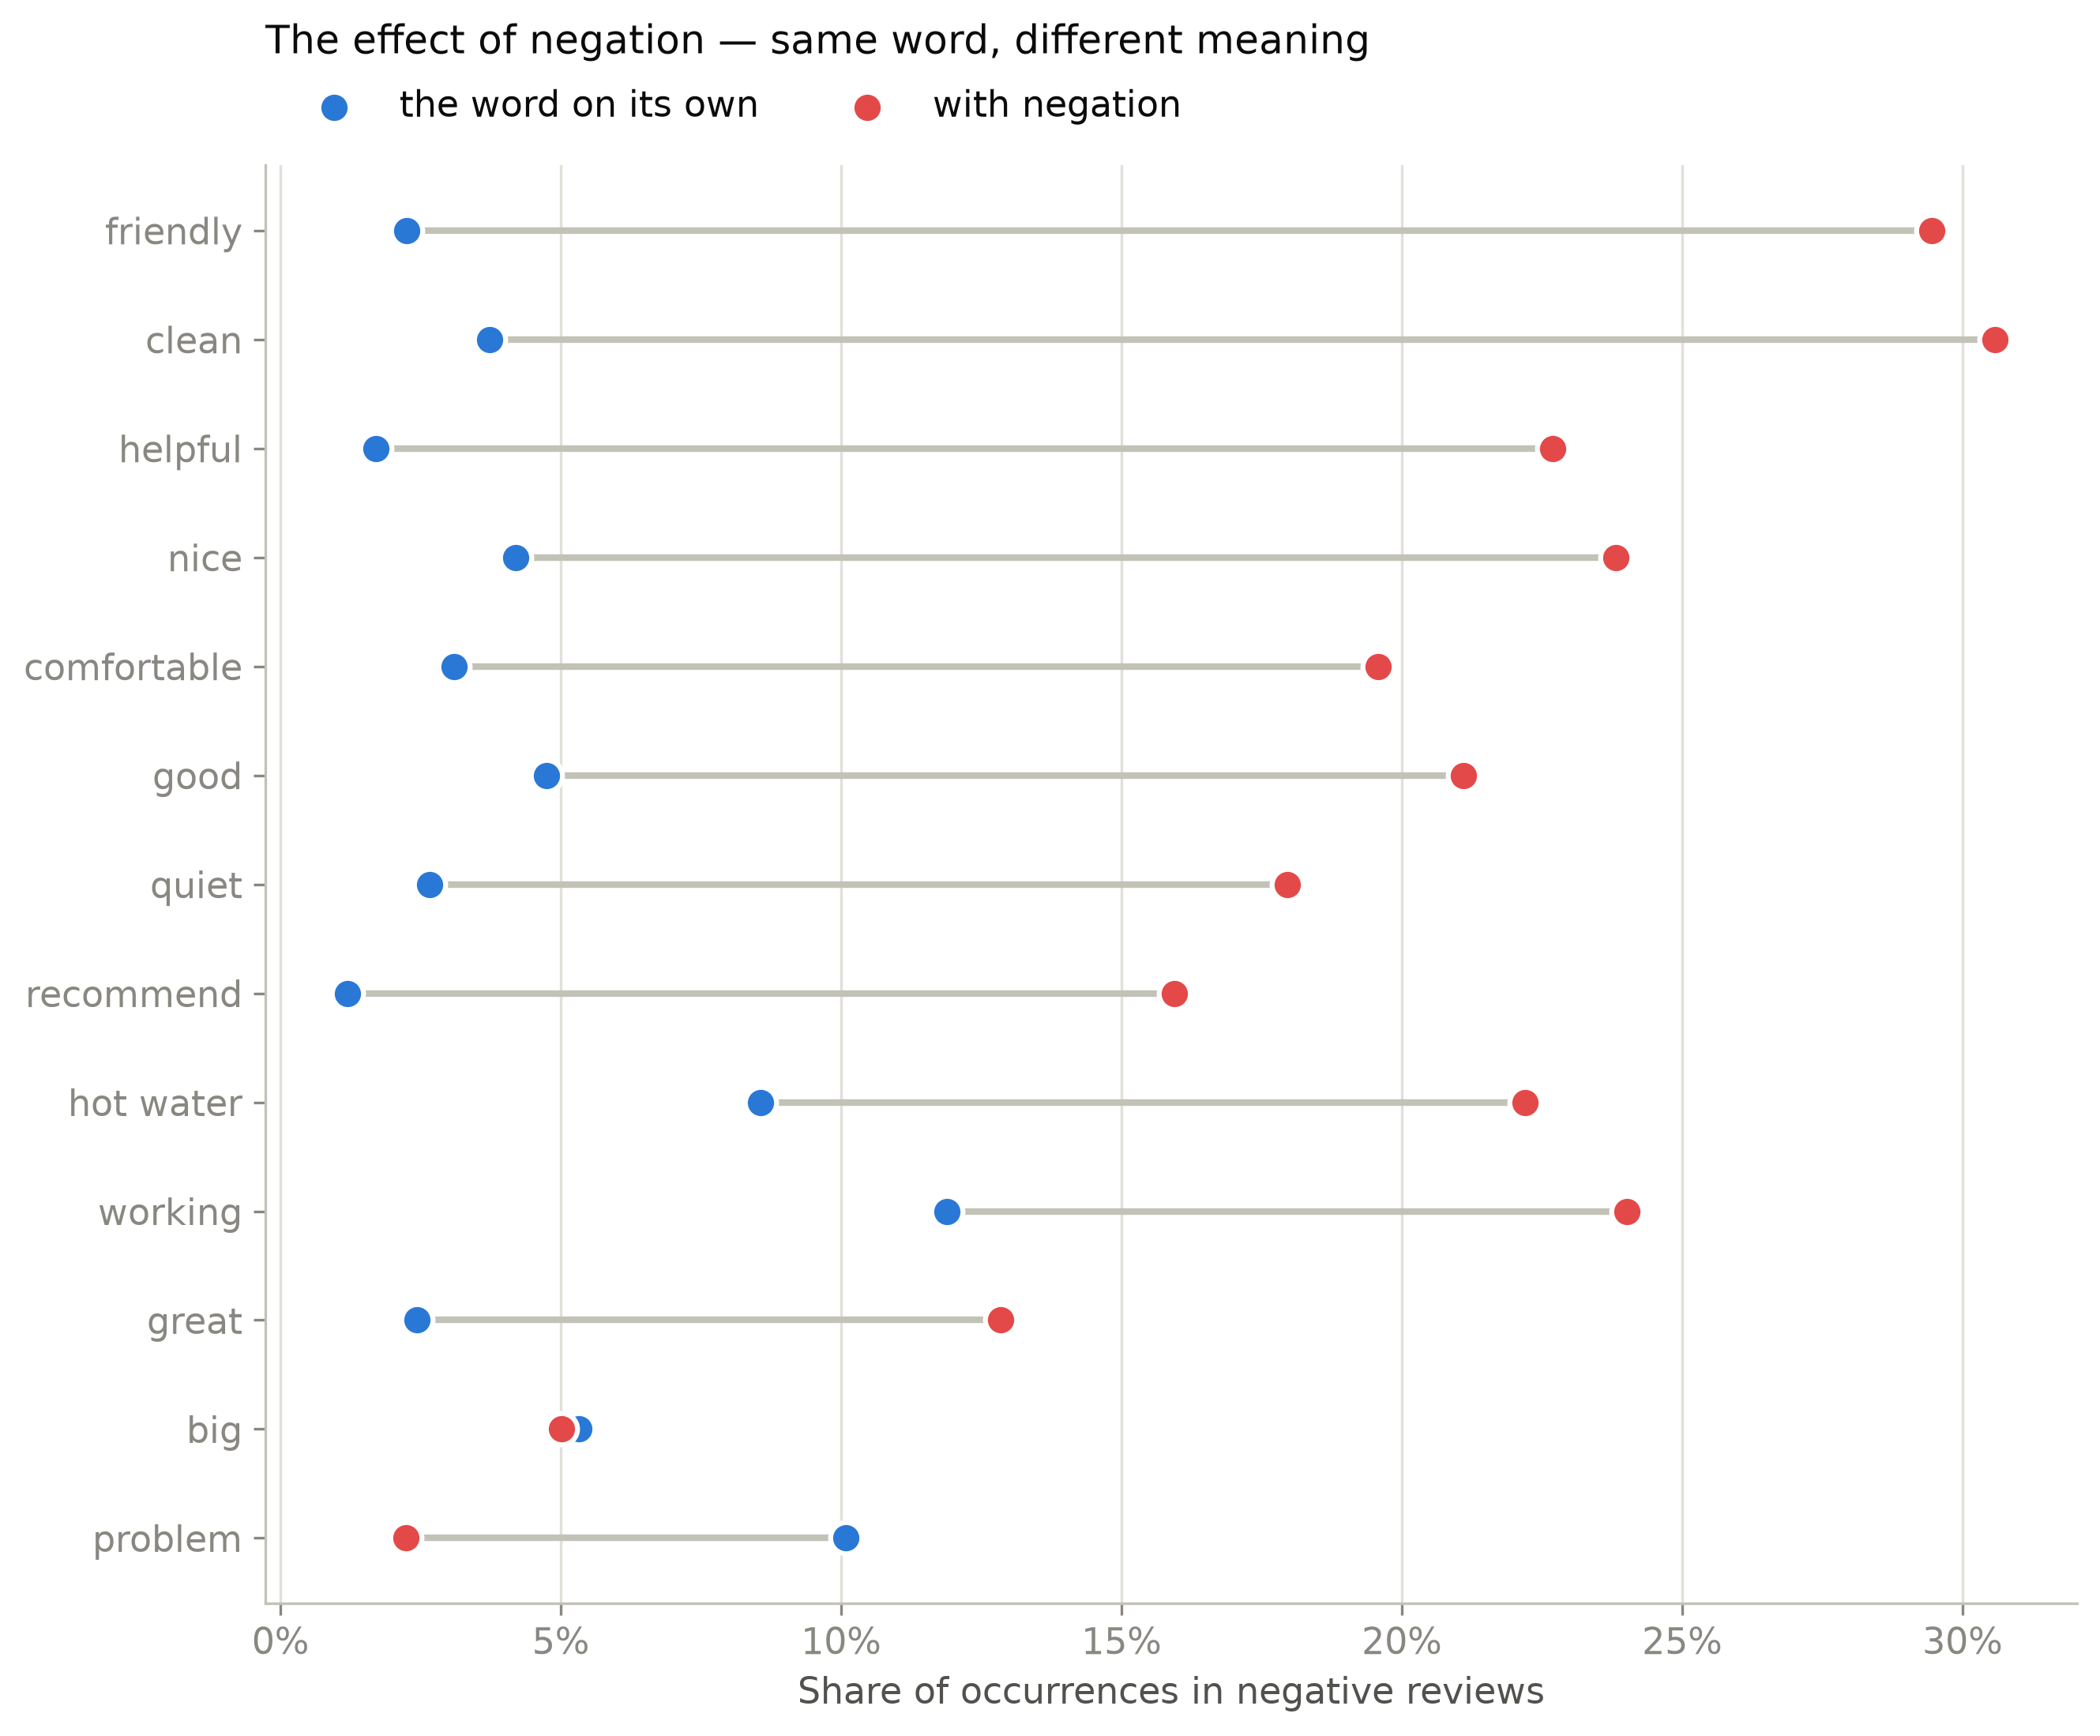 The effect of negation — same word, different meaning
the word on its own with negation
friendly
clean
helpful
nice
comfortable
good
quiet
recommend
hot water
working
great
big
problem
0% 5% 10% 15% 20% 25% 30%
Share of occurrences in negative reviews